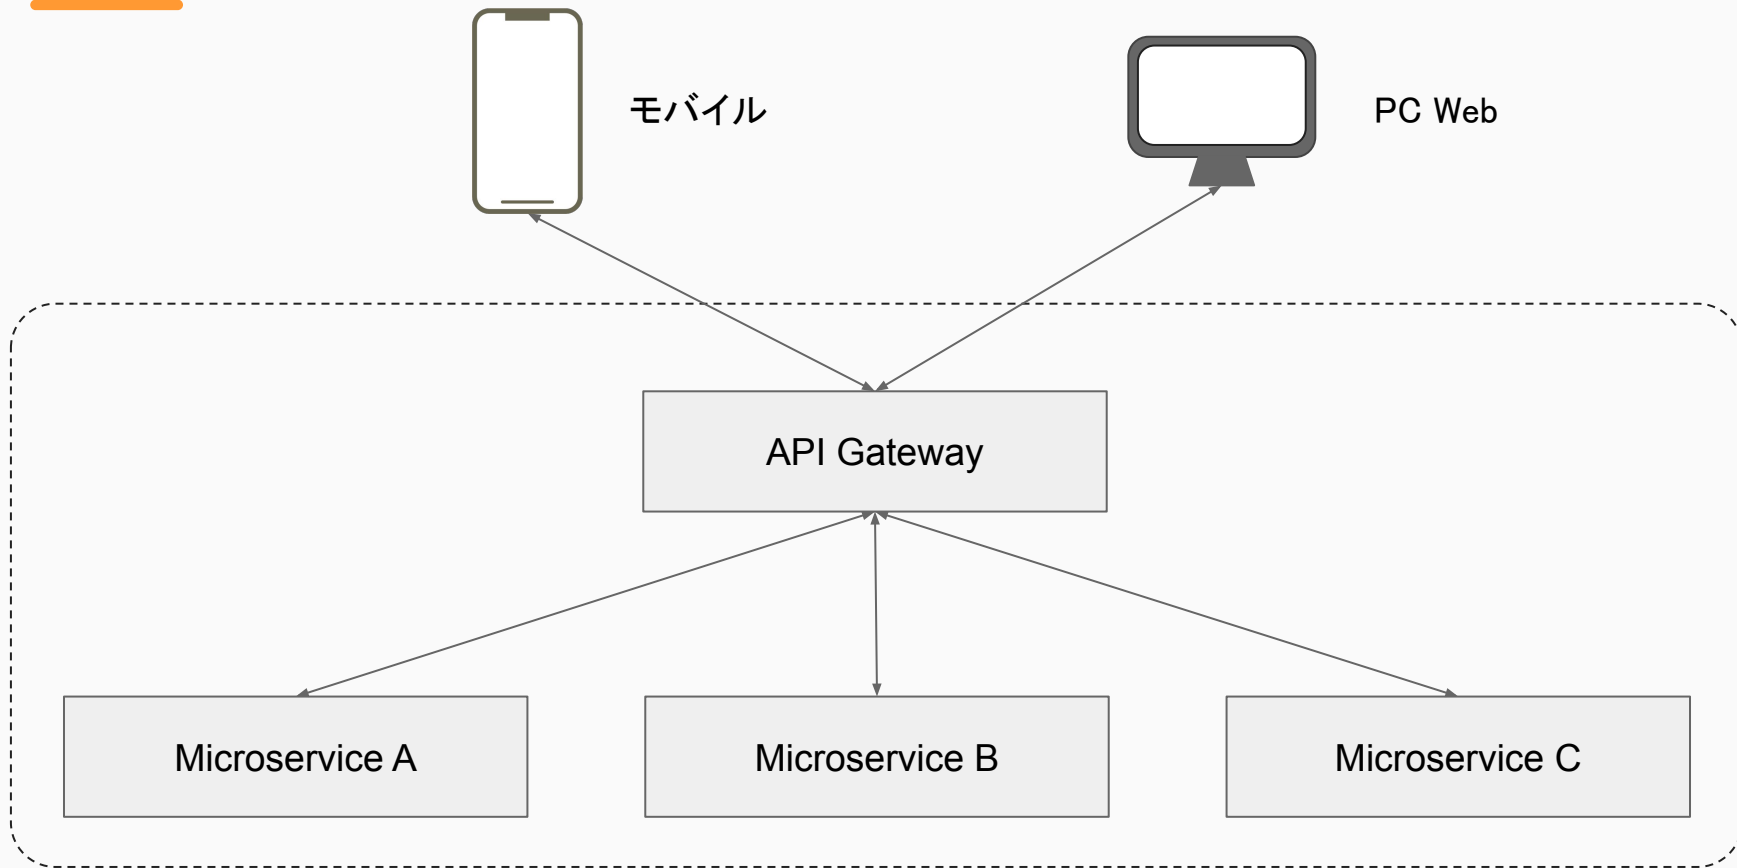 モバイル
PC Web
API Gateway
Microservice A
Microservice B
Microservice C